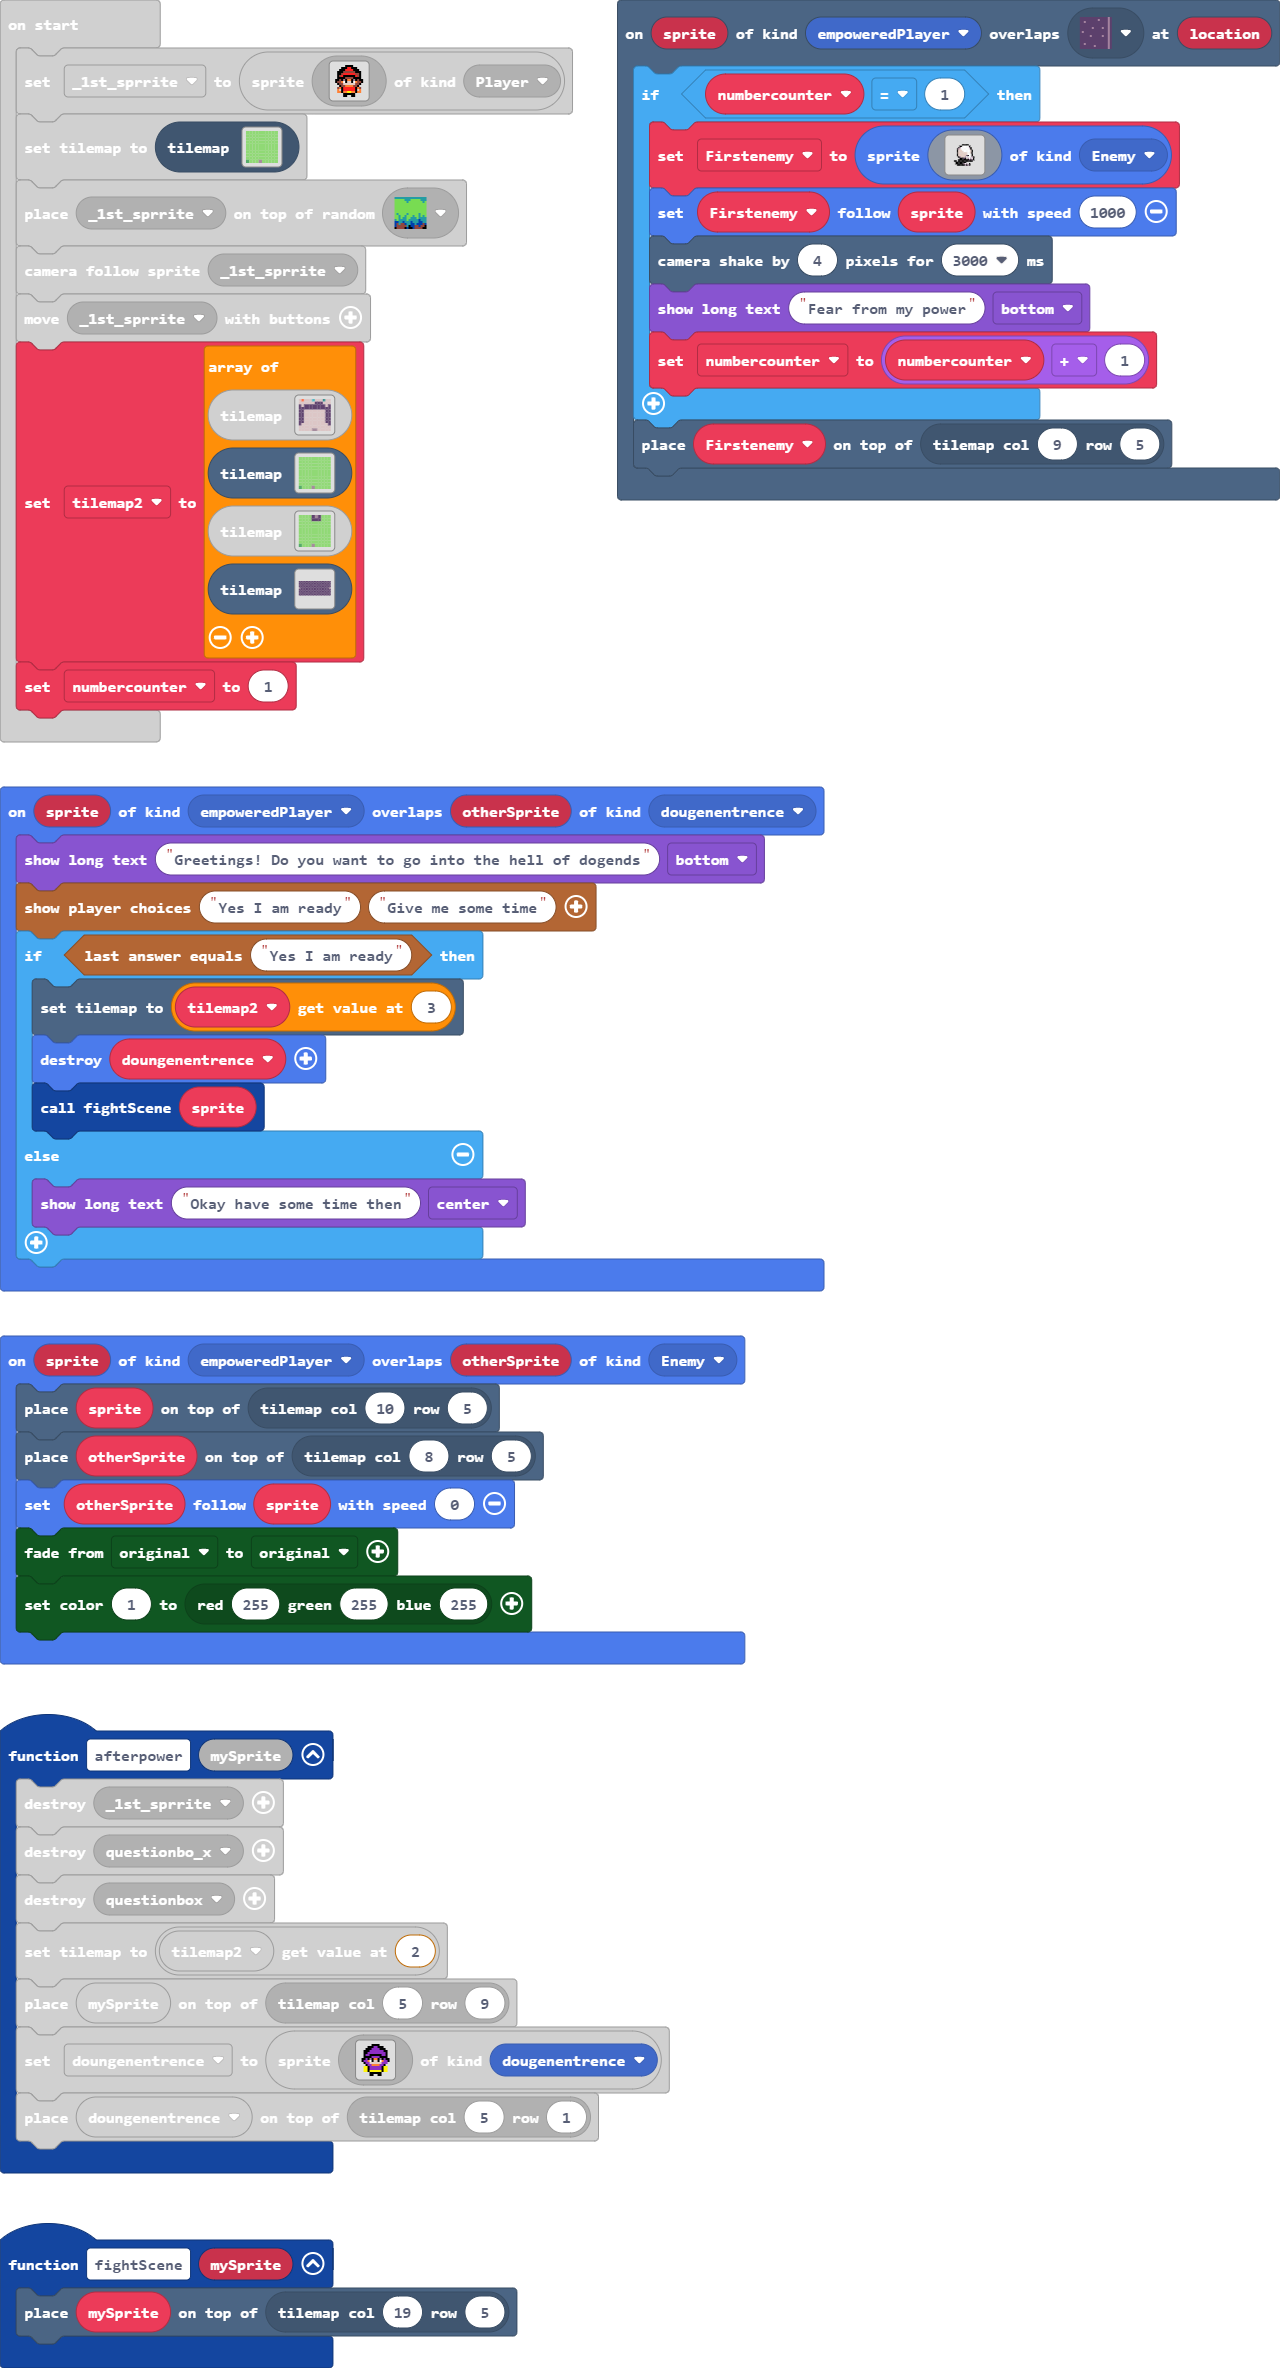 on start
set _1st_sprrite to sprite of kind Player
set tilemap to tilemap
place _1st_sprrite on top of random
camera follow sprite _1st_sprrite
move _1st_sprrite with buttons
array of
tilemap
tilemap
set tilemap2 to
tilemap
tilemap
set numbercounter to 1
on sprite of kind empoweredPlayer overlaps at location
if numbercounter = 1 then
set Firstenemy to sprite of kind Enemy
set Firstenemy follow sprite with speed 1000
camera shake by 4 pixels for 3000 ms
show long text "Fear from my power" bottom
set numbercounter to numbercounter + 1
place Firstenemy on top of tilemap col 9 row 5
on sprite of kind empoweredPlayer overlaps otherSprite of kind dougenentrence
show long text "Greetings! Do you want to go into the hell of dogends" bottom
show player choices "Yes I am ready" "Give me some time"
if last answer equals "Yes I am ready" then
set tilemap to tilemap2 get value at 3
destroy doungenentrence
call fightScene sprite
else
show long text "Okay have some time then" center
on sprite of kind empoweredPlayer overlaps otherSprite of kind Enemy
place sprite on top of tilemap col 10 row 5
place otherSprite on top of tilemap col 8 row 5
set otherSprite follow sprite with speed 0
fade from original to original
set color 1 to red 255 green 255 blue 255
function afterpower mySprite
destroy _1st_sprrite
destroy questionbo_x
destroy questionbox
set tilemap to tilemap2 get value at 2
place mySprite on top of tilemap col 5 row 9
set doungenentrence to sprite of kind dougenentrence
place doungenentrence on top of tilemap col 5 row 1
function fightScene mySprite
place mySprite on top of tilemap col 19 row 5